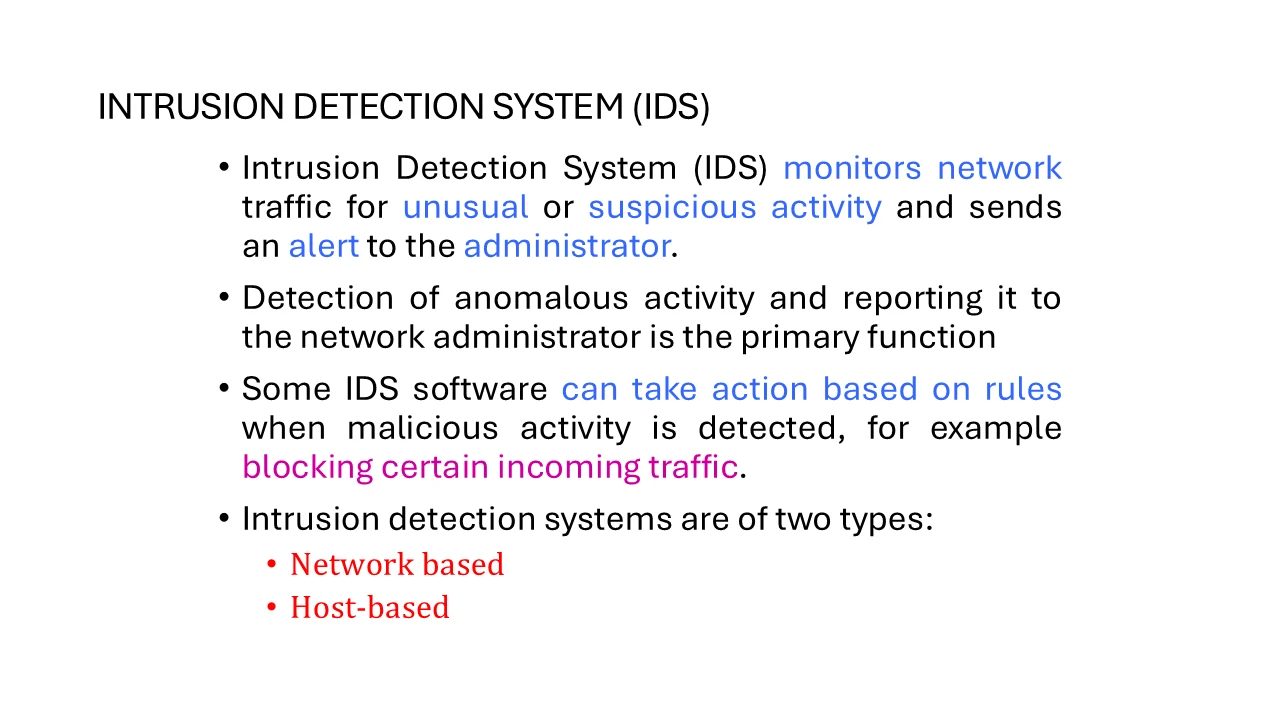 INTRUSION DETECTION SYSTEM (IDS)
• Intrusion Detection System (IDS) monitors network
traffic for unusual or suspicious activity and sends
an alert to the administrator.
• Detection of anomalous activity and reporting it to
the network administrator is the primary function
• Some IDS software can take action based on rules
when malicious activity is detected, for example
blocking certain incoming traffic.
• Intrusion detection systems are of two types:
• Network based
• Host-based